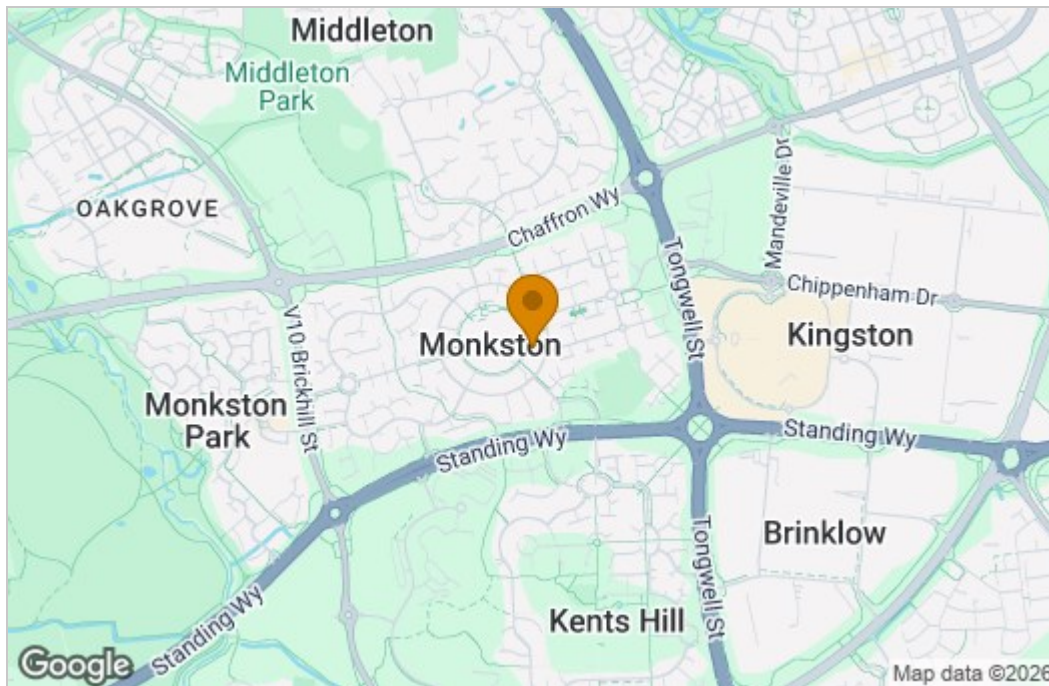 Middleton
Middleton
Park
OAKGROVE
Chaffron Wy
Mandeville Dr
Tongwell St
Chippenham Dr
Kingston
Monkston
V10 Brickhill St
Monkston
Park
Standing Wy
Standing Wy
Brinklow
Tongwell St
Kents Hill
Standing Wy
Google
Map data ©2026